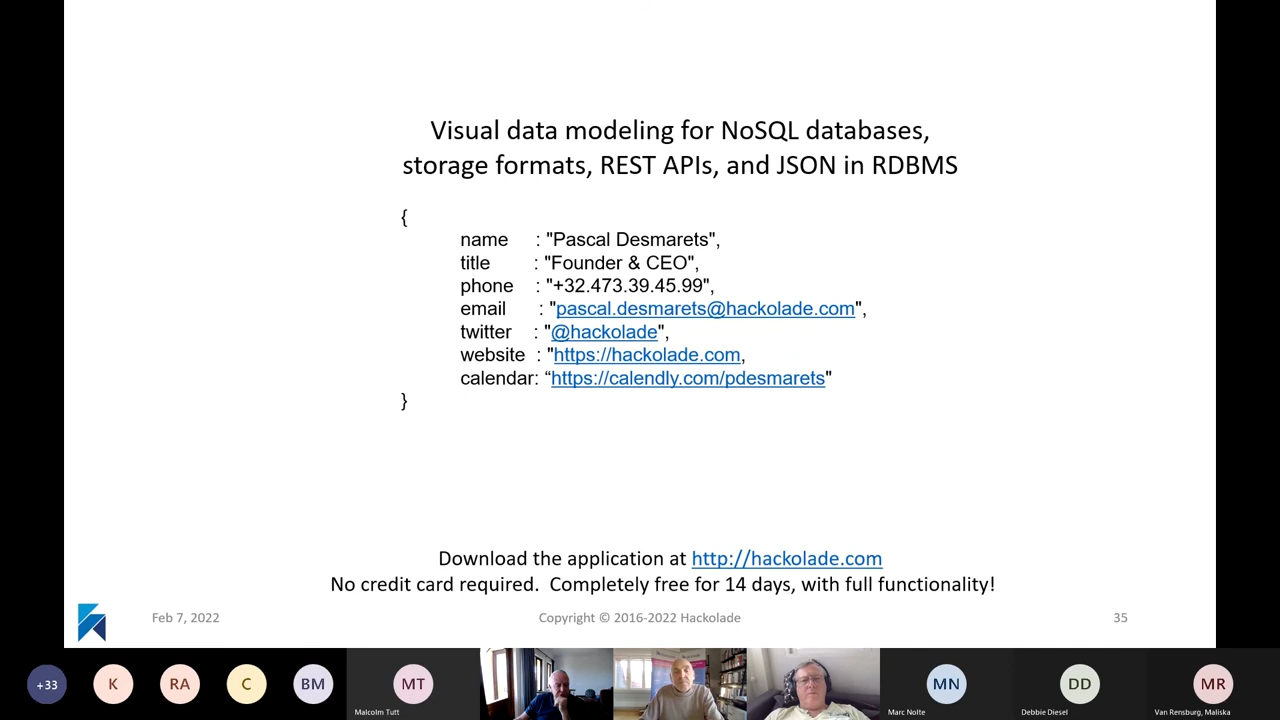 Visual data modeling for NoSQL databases,
storage formats, REST APIs, and JSON in RDBMS
{
name : "Pascal Desmarets",
title : "Founder & CEO",
phone : "+32.473.39.45.99",
email : "pascal.desmarets@hackolade.com",
twitter : "@hackolade",
website : "https://hackolade.com,
calendar: “https://calendly.com/pdesmarets"
}
Download the application at http://hackolade.com
No credit card required. Completely free for 14 days, with full functionality!
Feb 7, 2022
Copyright © 2016-2022 Hackolade
35
+33
K
RA
C
BM
MT
Malcolm Tutt
MN
Marc Nolte
DD
Debbie Diesel
MR
Van Rensburg, Maliska